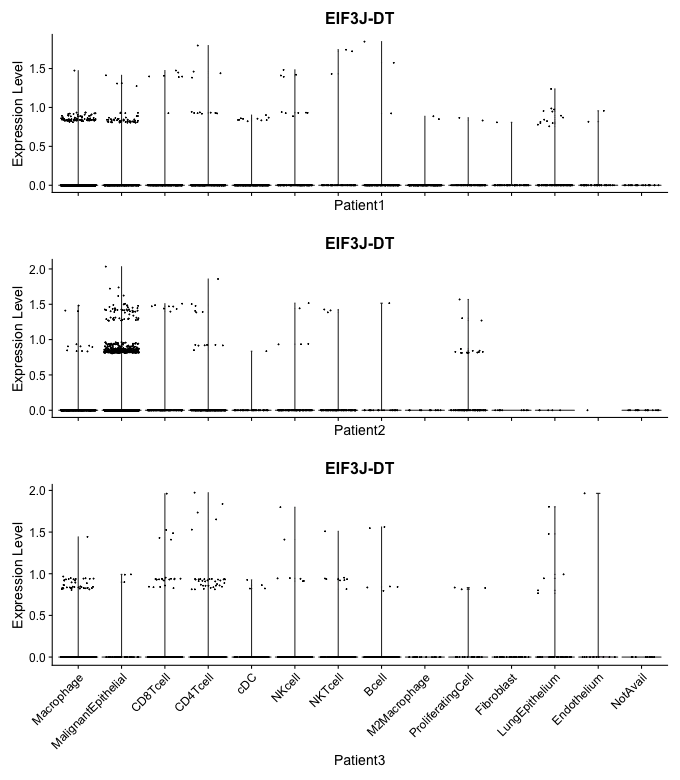 EIF3J-DT
Expression Level
1.5
1.0
0.5
0.0
Patient1
EIF3J-DT
Expression Level
2.0
1.5
1.0
0.5
0.0
Patient2
EIF3J-DT
Expression Level
2.0
1.5
1.0
0.5
0.0
Macrophage
MalignantEpithelial
CD8Tcell
CD4Tcell
cDC
NKcell
NKTcell
Bcell
M2Macrophage
ProliferatingCell
Fibroblast
LungEpithelium
Endothelium
NotAvail
Patient3